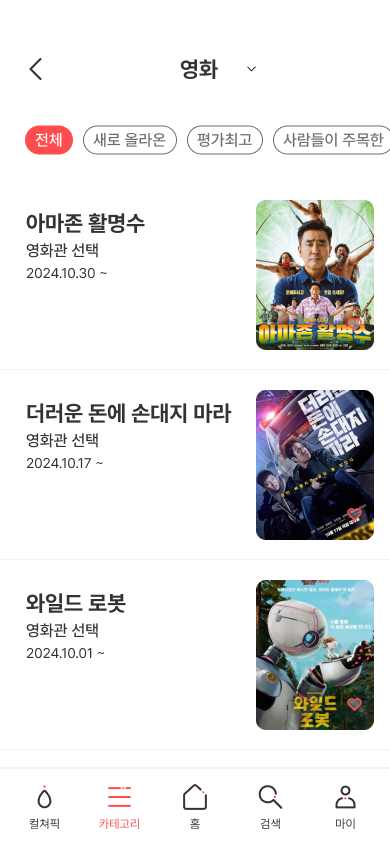 영화
전체
새로 올라온
평가최고
사람들이 주목한
아마존 활명수
영화관 선택
2024.10.30 ~
아마존 활명수
더러운 돈에 손대지 마라
영화관 선택
2024.10.17 ~
더러운
돈에
손대지
마라
와일드 로봇
영화관 선택
2024.10.01 ~
와일드
로봇
컬쳐픽
카테고리
홈
검색
마이